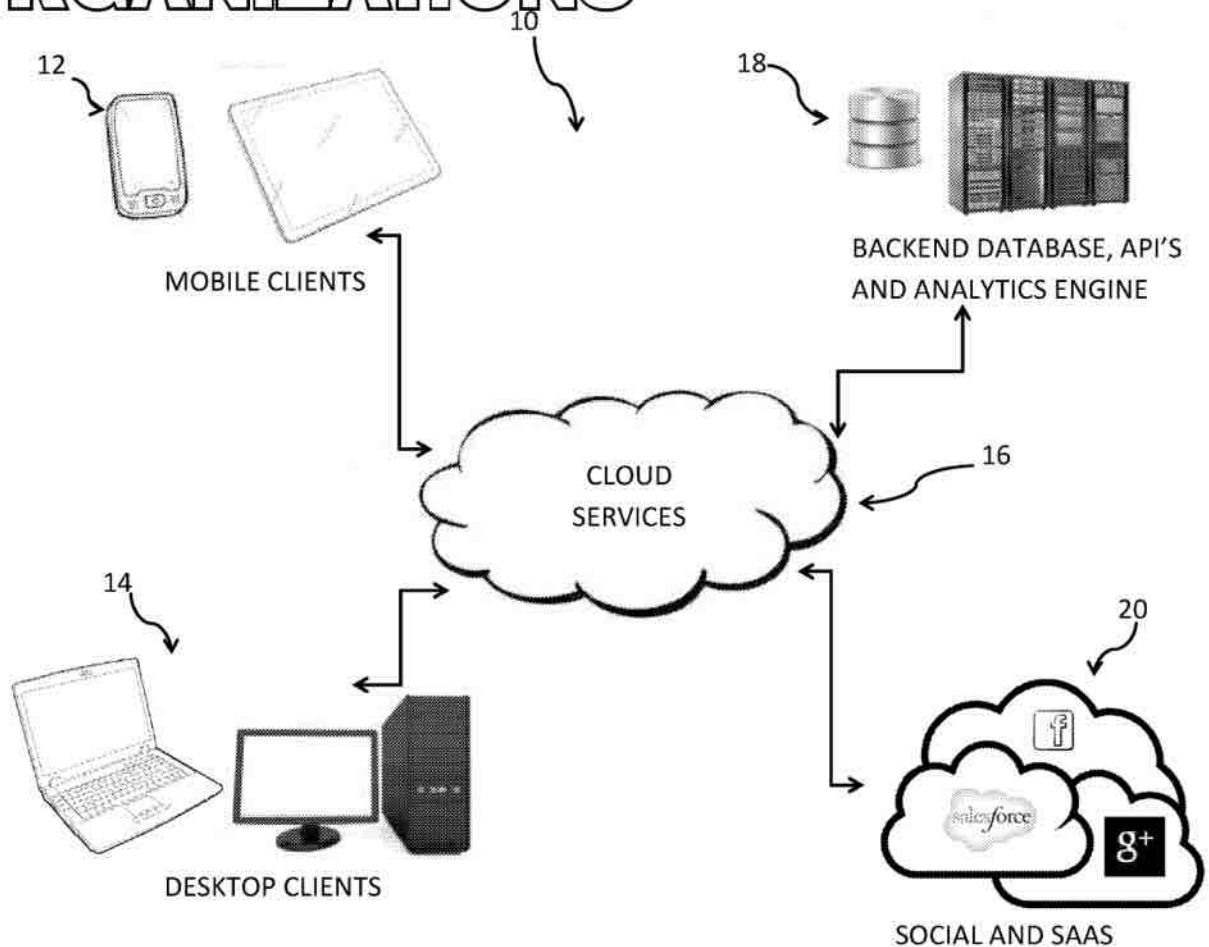 RGANIZATIONS
10
12
18
MOBILE CLIENTS
BACKEND DATABASE, API'S
AND ANALYTICS ENGINE
CLOUD
SERVICES
16
14
20
f
salesforce
g+
DESKTOP CLIENTS
SOCIAL AND SAAS